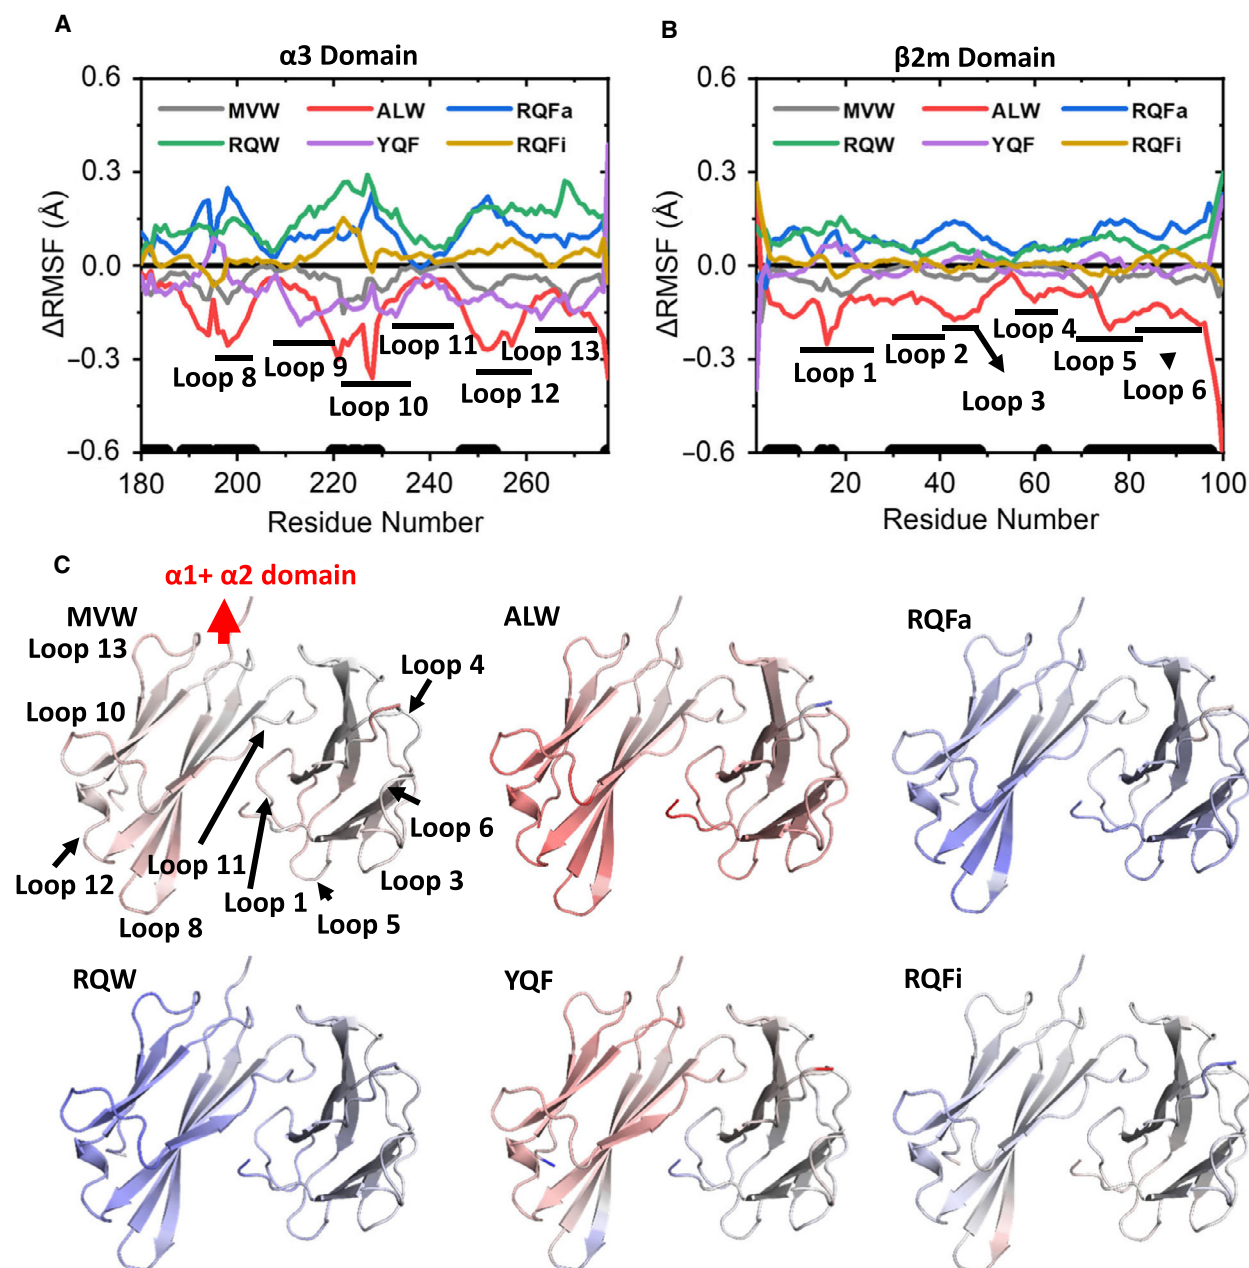 A
α3 Domain
0.6
0.3
0.0
−0.3
−0.6
ΔRMSF (Å)
MVW ALW RQFa
RQW YQF RQFi
Loop 8
Loop 9
Loop 10
Loop 11
Loop 12
Loop 13
180 200 220 240 260
Residue Number
B
β2m Domain
0.6
0.3
0.0
−0.3
−0.6
ΔRMSF (Å)
MVW ALW RQFa
RQW YQF RQFi
Loop 1
Loop 2
Loop 3
Loop 4
Loop 5
Loop 6
20 40 60 80 100
Residue Number
C
α1+ α2 domain
MVW
Loop 13
Loop 10
Loop 12
Loop 8
Loop 11
Loop 1
Loop 5
Loop 3
Loop 6
Loop 4
ALW
RQFa
RQW
YQF
RQFi